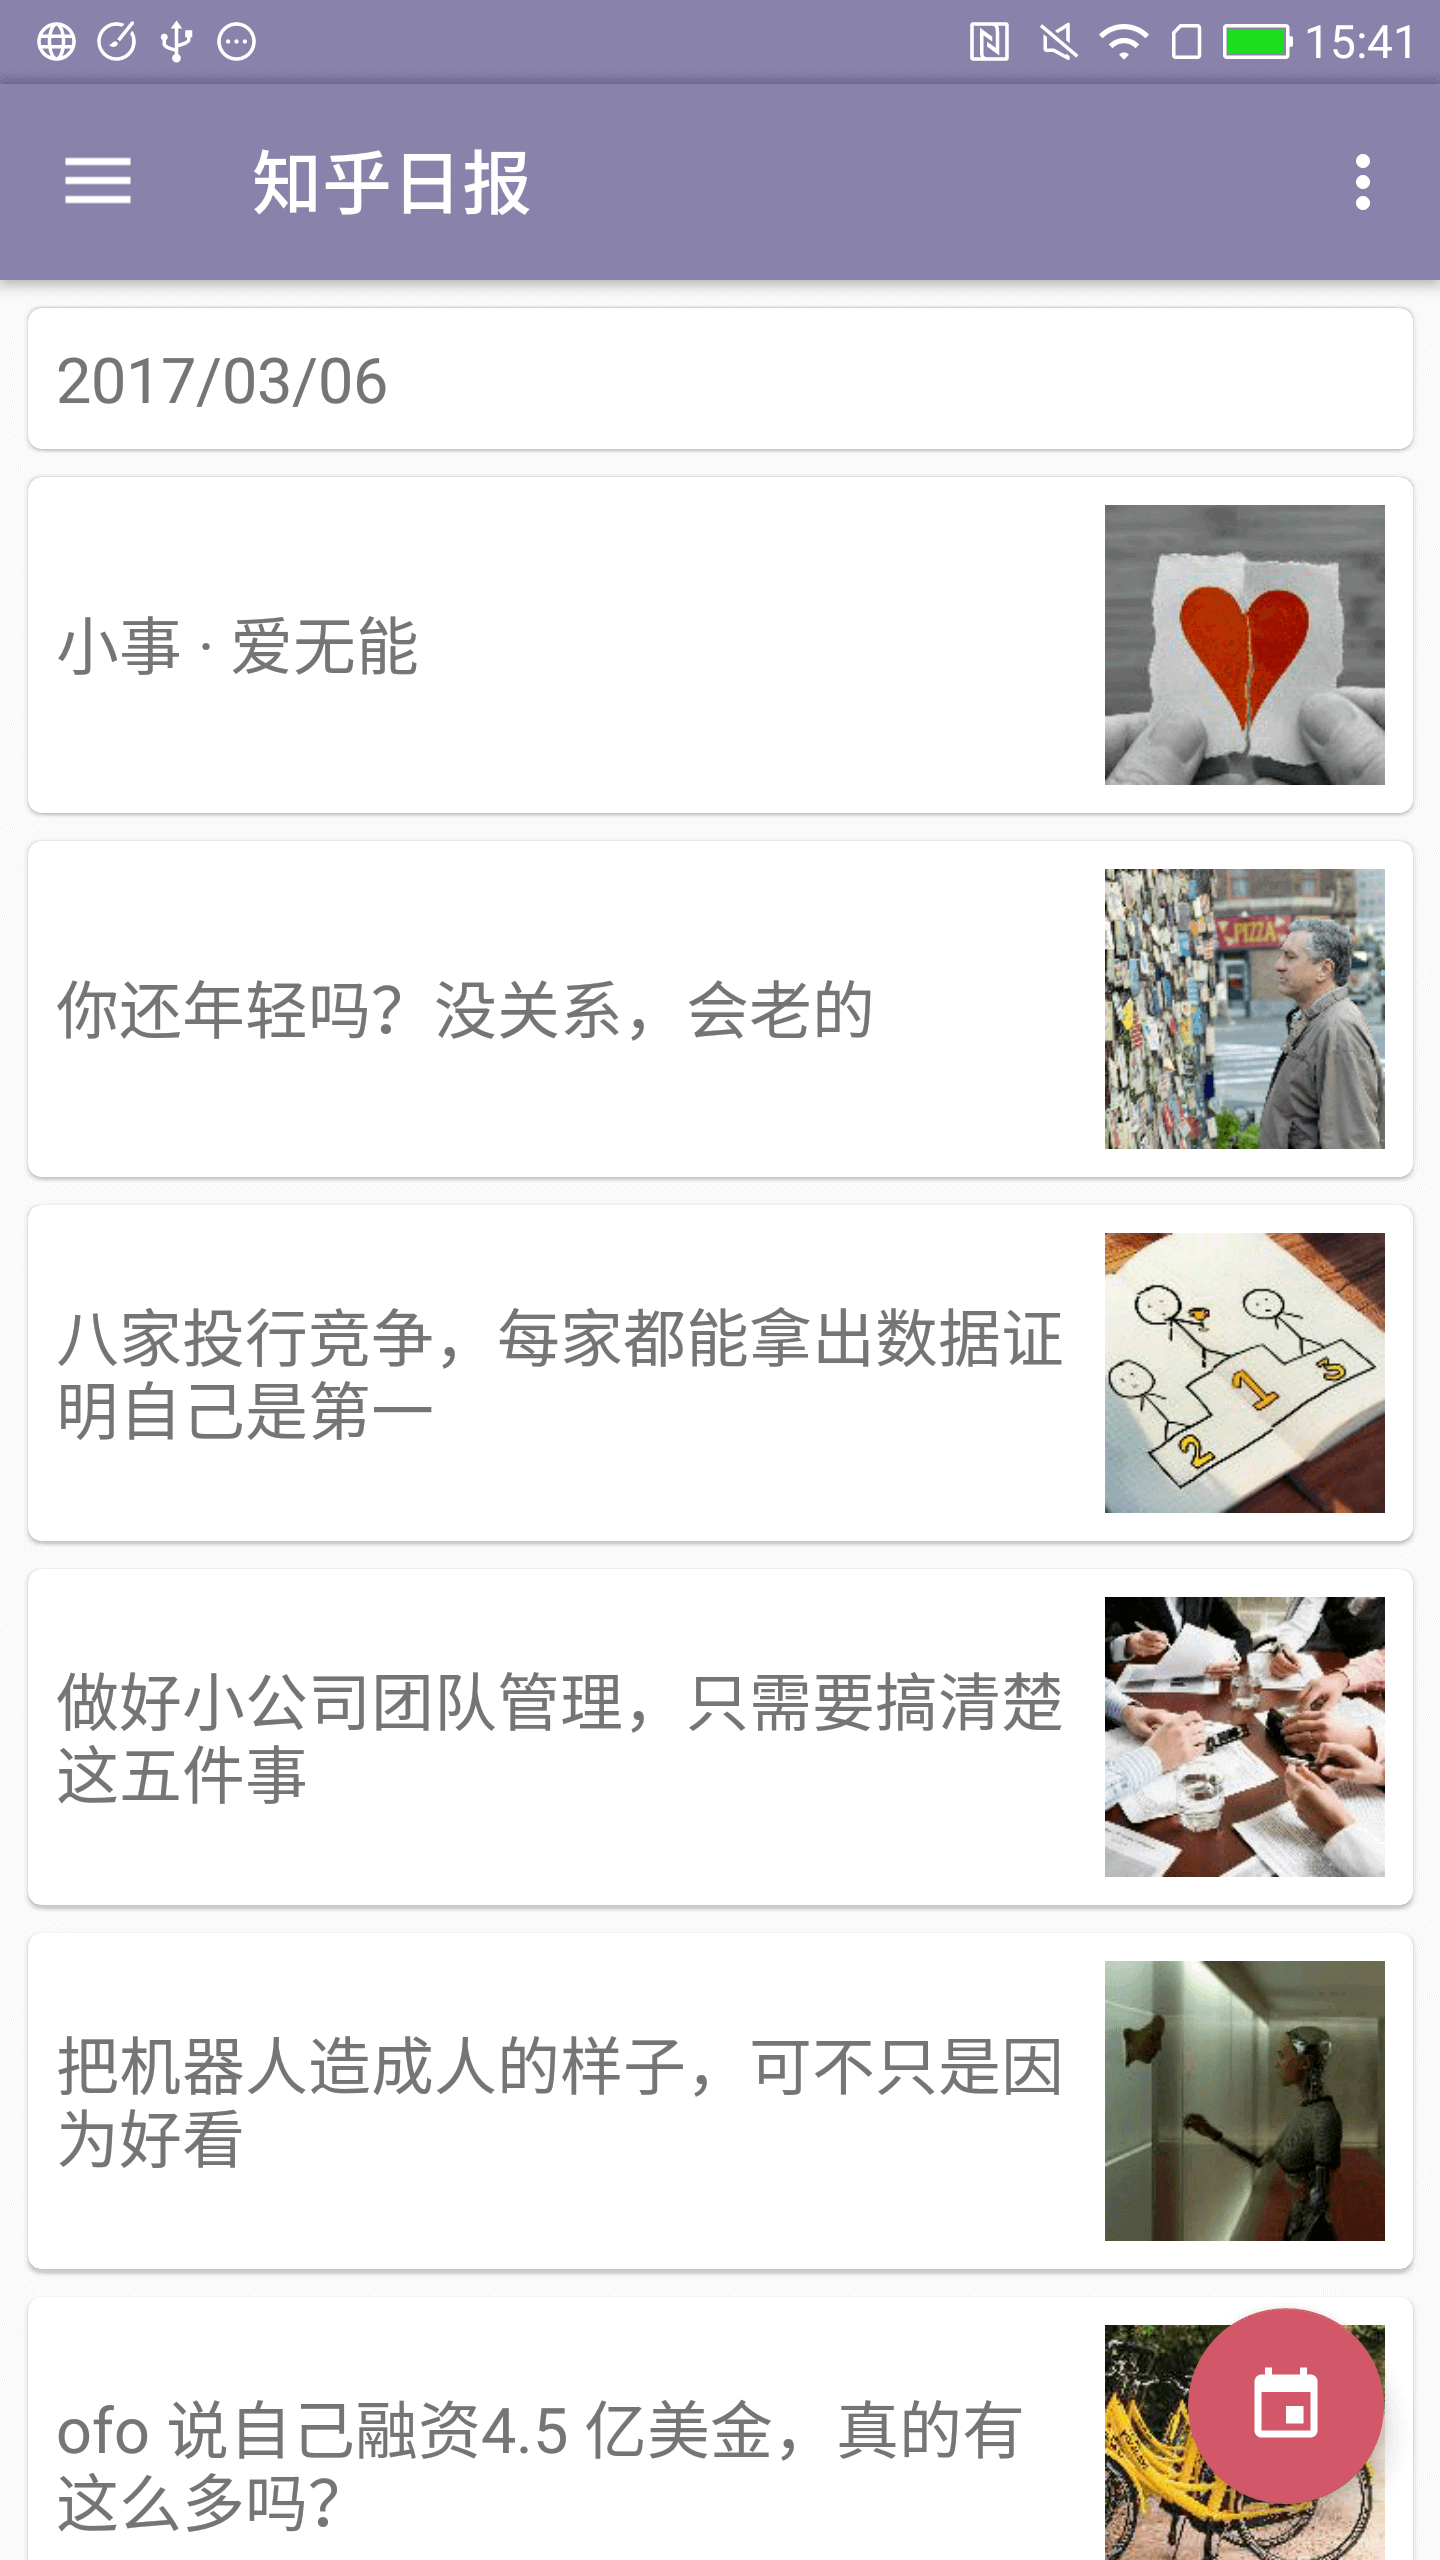 15:41
知乎日报
2017/03/06
小事 · 爱无能
你还年轻吗？没关系，会老的
PIZZA
八家投行竞争，每家都能拿出数据证
明自己是第一
1
3
2
做好小公司团队管理，只需要搞清楚
这五件事
把机器人造成人的样子，可不只是因
为好看
ofo 说自己融资4.5 亿美金，真的有
这么多吗？